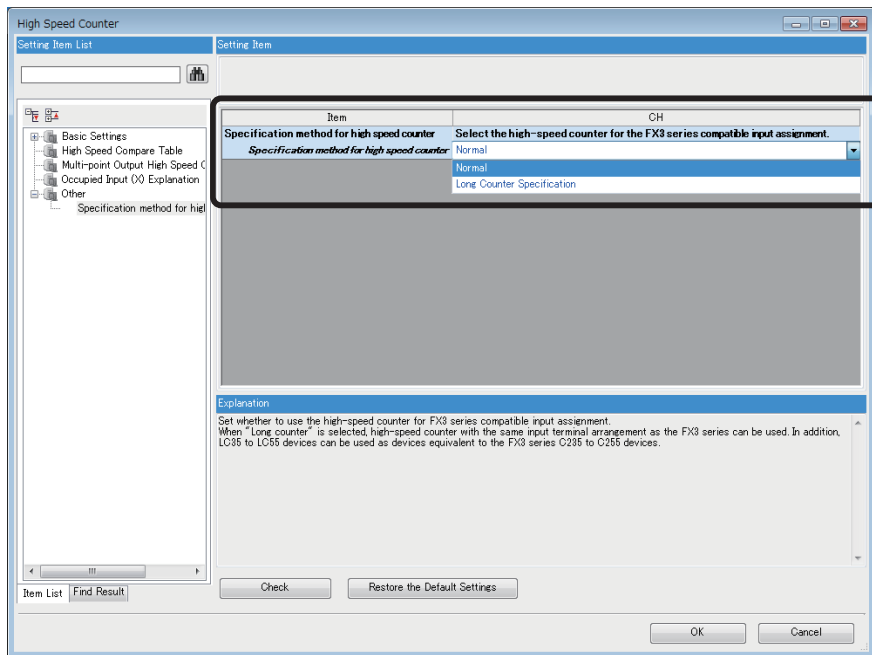 High Speed Counter
Setting Item List
Setting Item
Item
CH
Specification method for high speed counter
Select the high-speed counter for the FX3 series compatible input assignment.
Specification method for high speed counter
Normal
Normal
Long Counter Specification
Basic Settings
High Speed Compare Table
Multi-point Output High Speed C
Occupied Input (X) Explanation
Other
Specification method for higl
Explanation
Set whether to use the high-speed counter for FX3 series compatible input assignment.
When "Long counter" is selected, high-speed counter with the same input terminal arrangement as the FX3 series can be used. In addition,
LC35 to LC55 devices can be used as devices equivalent to the FX3 series C235 to C255 devices.
Item List
Find Result
Check
Restore the Default Settings
OK
Cancel